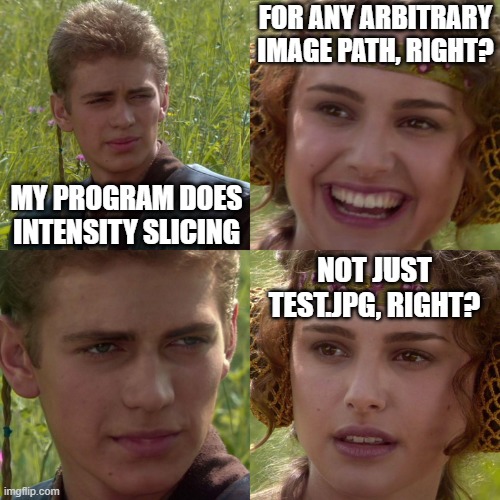 FOR ANY ARBITRARY
IMAGE PATH, RIGHT?
MY PROGRAM DOES
INTENSITY SLICING
NOT JUST
TEST.JPG, RIGHT?
imgflip.com